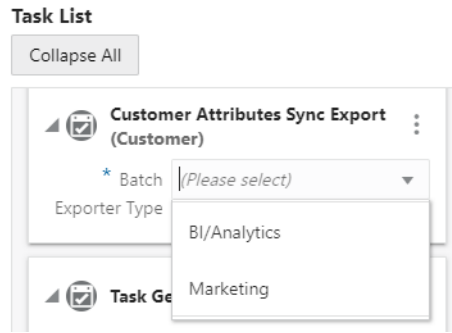 Task List
Collapse All
Customer Attributes Sync Export
(Customer)
* Batch (Please select)
Exporter Type
BI/Analytics
Marketing
Task Ge